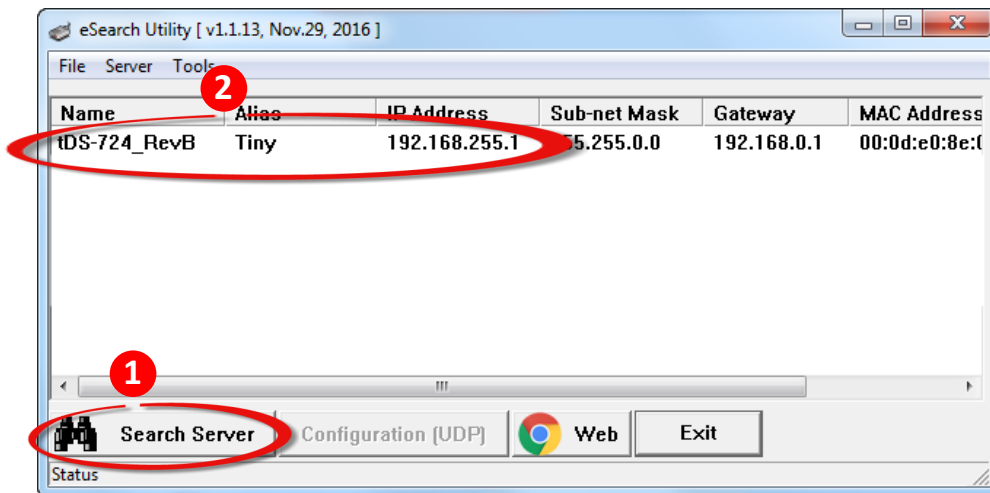 eSearch Utility [ v1.1.13, Nov.29, 2016 ]
File Server Tools
2
Name Alias IP Address Sub-net Mask Gateway MAC Address
tDS-724_RevB Tiny 192.168.255.1 55.255.0.0 192.168.0.1 00:0d:e0:8e:
1
Search Server Configuration (UDP) Web Exit
Status